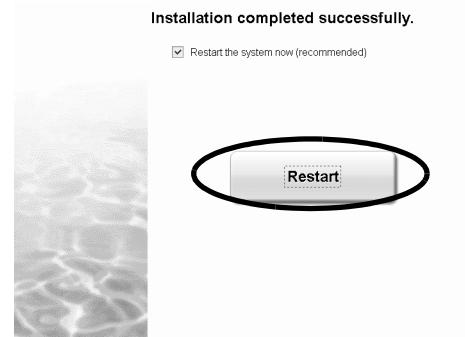 Installation completed successfully.
Restart the system now (recommended)
Restart